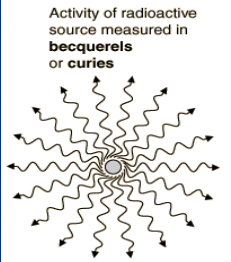 Activity of radioactive
source measured in
becquerels
or curies